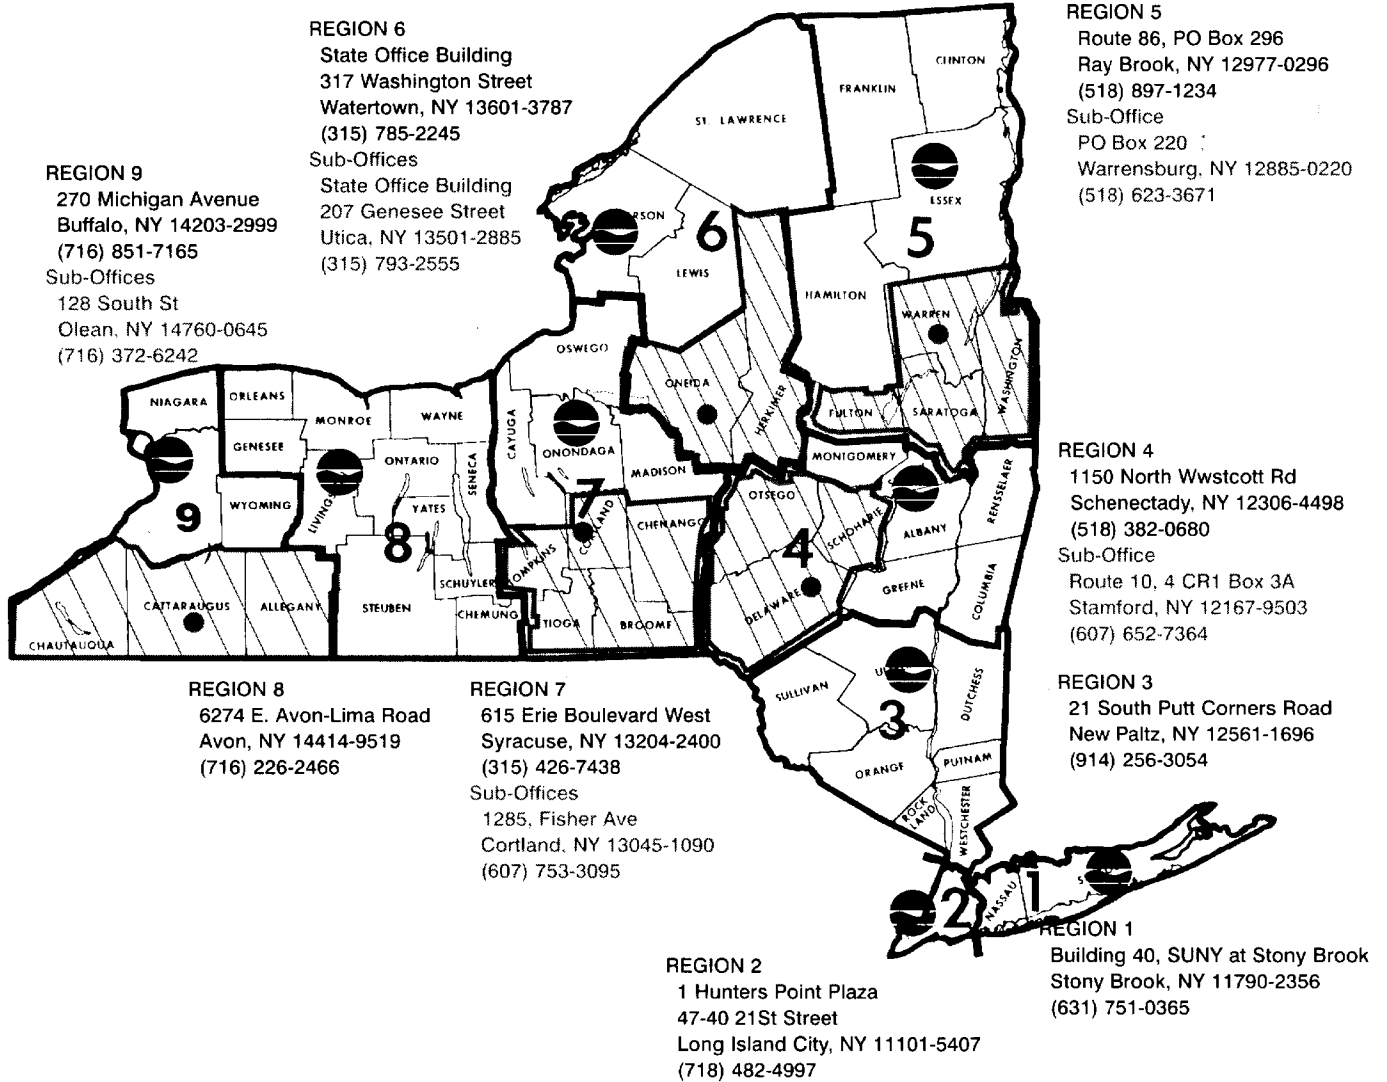 REGION 6
State Office Building
317 Washington Street
Watertown, NY 13601-3787
(315) 785-2245
Sub-Offices
State Office Building
207 Genesee Street
Utica, NY 13501-2885
(315) 793-2555
REGION 5
Route 86, PO Box 296
Ray Brook, NY 12977-0296
(518) 897-1234
Sub-Office
PO Box 220
Warrensburg, NY 12885-0220
(518) 623-3671
REGION 9
270 Michigan Avenue
Buffalo, NY 14203-2999
(716) 851-7165
Sub-Offices
128 South St
Olean, NY 14760-0645
(716) 372-6242
CLINTON
FRANKLIN
ST. LAWRENCE
ESSEX
RSON
6
5
LEWIS
HAMILTON
WARREN
WASHINGTON
OSWEGO
ONEIDA
HERKIMER
FULTON
SARATOGA
NIAGARA
ORLEANS
MONROE
WAYNE
CAYUGA
GENESEE
ONTARIO
SENECA
ONONDAGA
MADISON
MONTGOMERY
RENSSELAER
9
WYOMING
LIVING
YATES
8
7
CORTLAND
CHENANGO
OTSEGO
4
SCHOHARIE
ALBANY
SCHUYLER
TOMPKINS
DELAWARE
GREENE
COLUMBIA
CHAUTAUQUA
CATTARAUGUS
ALLEGANY
STEUBEN
CHEMUNG
TIOGA
BROOME
SULLIVAN
U
DUTCHESS
3
ORANGE
PUTNAM
ROCK
LAND
WESTCHESTER
2
NASSAU
1
S
REGION 4
1150 North Wwstcott Rd
Schenectady, NY 12306-4498
(518) 382-0680
Sub-Office
Route 10, 4 CR1 Box 3A
Stamford, NY 12167-9503
(607) 652-7364
REGION 3
21 South Putt Corners Road
New Paltz, NY 12561-1696
(914) 256-3054
REGION 8
6274 E. Avon-Lima Road
Avon, NY 14414-9519
(716) 226-2466
REGION 7
615 Erie Boulevard West
Syracuse, NY 13204-2400
(315) 426-7438
Sub-Offices
1285, Fisher Ave
Cortland, NY 13045-1090
(607) 753-3095
REGION 1
Building 40, SUNY at Stony Brook
Stony Brook, NY 11790-2356
(631) 751-0365
REGION 2
1 Hunters Point Plaza
47-40 21St Street
Long Island City, NY 11101-5407
(718) 482-4997